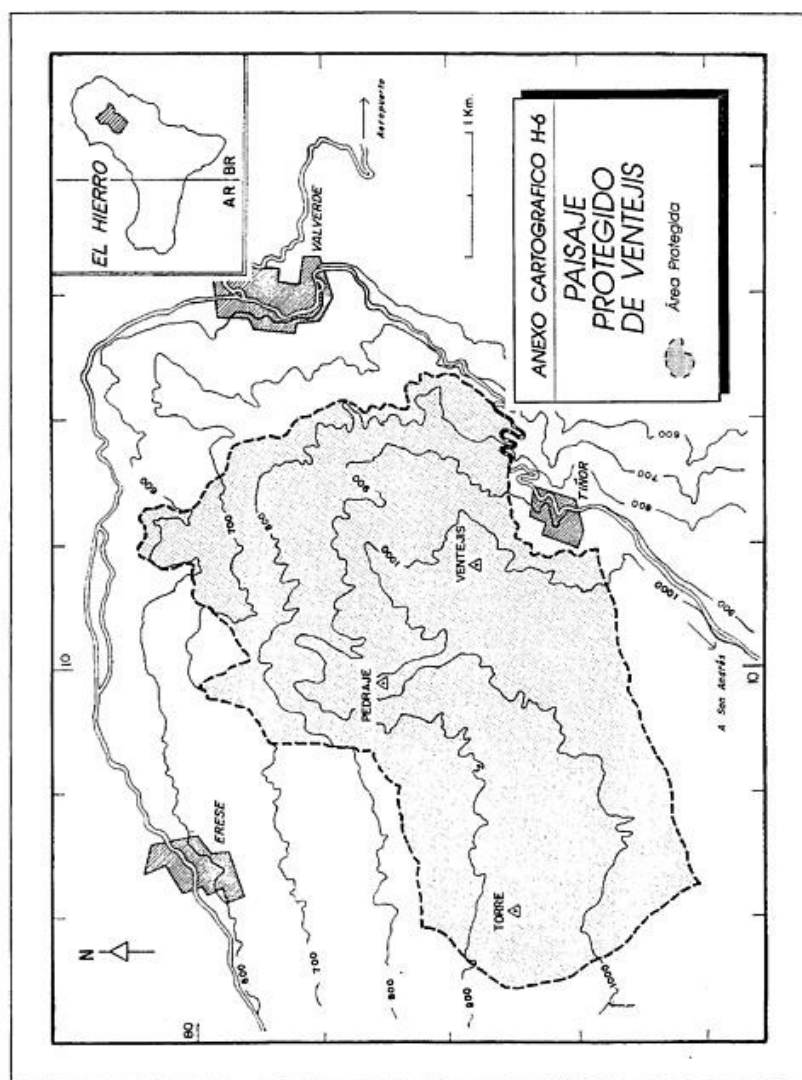 EL HIERRO
AR
BR
N
10
80
ERESE
600
VALVERDE
Aeropuerto
1 Km.
600
700
700
800
800
900
900
1000
1000
PEDRAJE
VENTEJIS
TORRE
TIÑOR
600
700
800
900
1000
A San Andrés
10
ANEXO CARTOGRAFICO H-6
PAISAJE
PROTEGIDO
DE VENTEJIS
Área Protegida